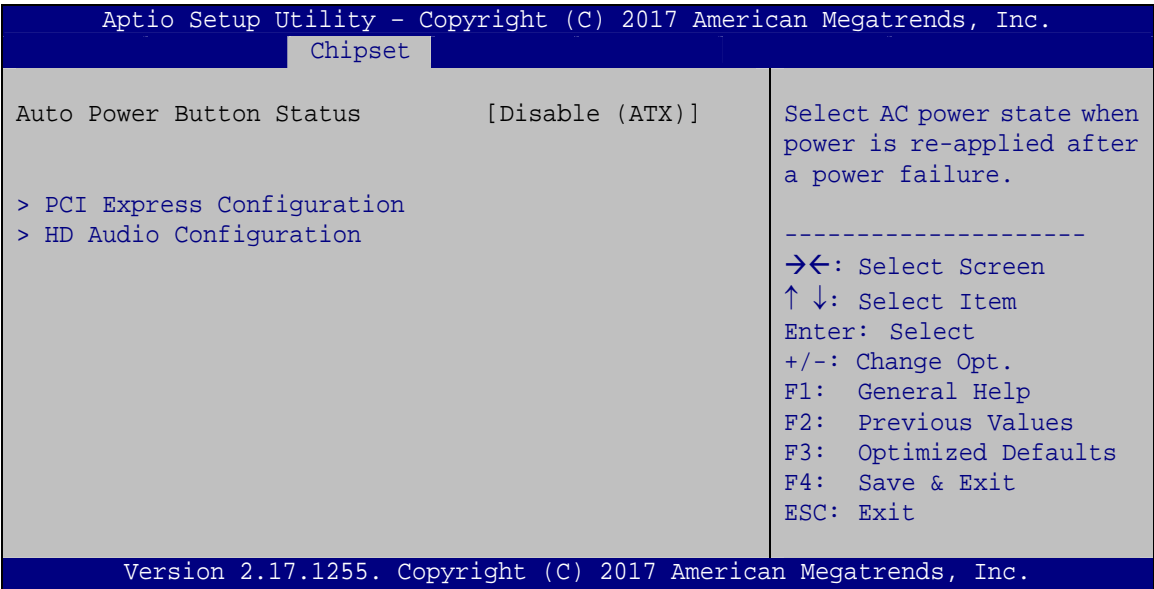 Aptio Setup Utility – Copyright (C) 2017 American Megatrends, Inc.
Chipset
Auto Power Button Status [Disable (ATX)]
> PCI Express Configuration
> HD Audio Configuration
Select AC power state when
power is re-applied after
a power failure.
---------------------
→←: Select Screen
↑ ↓: Select Item
Enter: Select
+/-: Change Opt.
F1: General Help
F2: Previous Values
F3: Optimized Defaults
F4: Save & Exit
ESC: Exit
Version 2.17.1255. Copyright (C) 2017 American Megatrends, Inc.